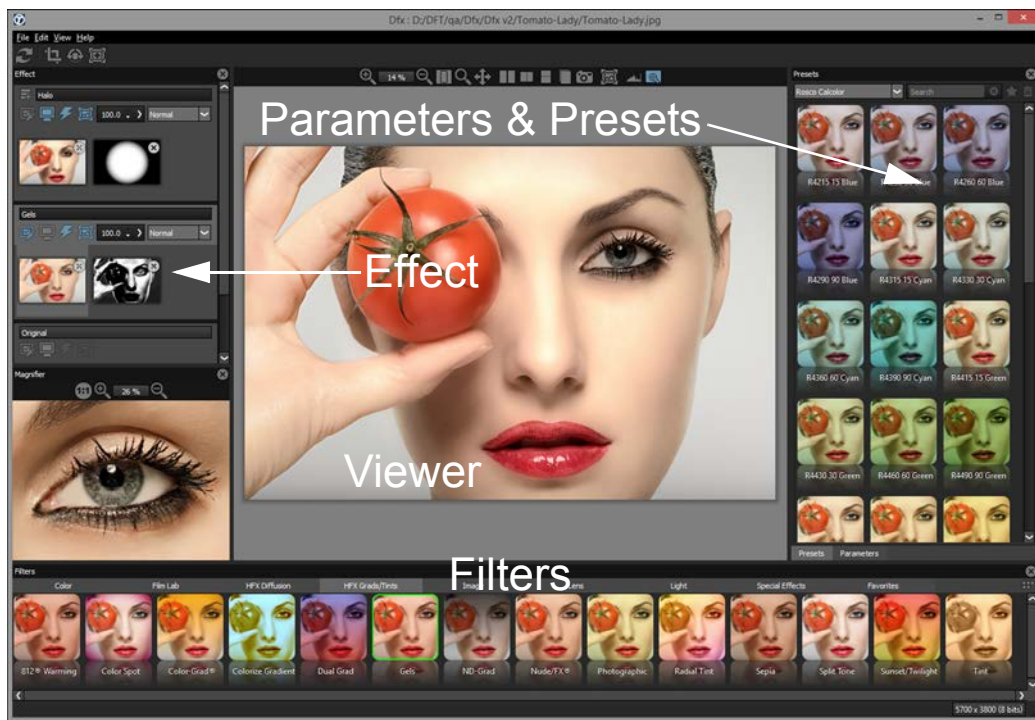 Dfx : D:/DFT/qa/Dfx/Dfx v2/Tomato-Lady/Tomato-Lady.jpg
File Edit View Help
Effect
14 %
Presets
Halo
100.0
Normal
Rosco Calcolor
Search
Parameters & Presets
R4215 15 Blue
Blue
R4260 60 Blue
Gels
100.0
Normal
Effect
R4290 90 Blue
R4315 15 Cyan
R4330 30 Cyan
Original
R4360 60 Cyan
R4390 90 Cyan
R4415 15 Green
Magnifier
1:1
26 %
Viewer
R4430 30 Green
R4460 60 Green
R4490 90 Green
Presets
Parameters
Filters
Filters
Color
Film Lab
HFX Diffusion
HFX Grads/Tints
Light
Special Effects
Favorites
812® Warming
Color Spot
Color-Grad®
Colorize Gradient
Dual Grad
Gels
ND-Grad
Nude/FX®
Photographic
Radial Tint
Sepia
Split Tone
Sunset/Twilight
Tint
5700 x 3800 (8 bits)